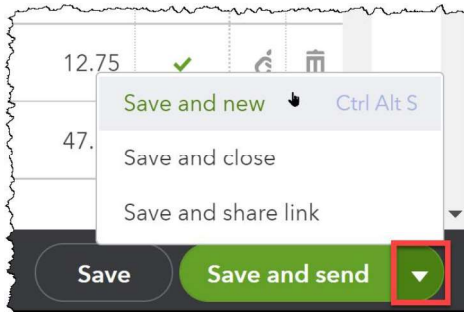 12.75
Save and new Ctrl Alt S
47.
Save and close
Save and share link
Save Save and send